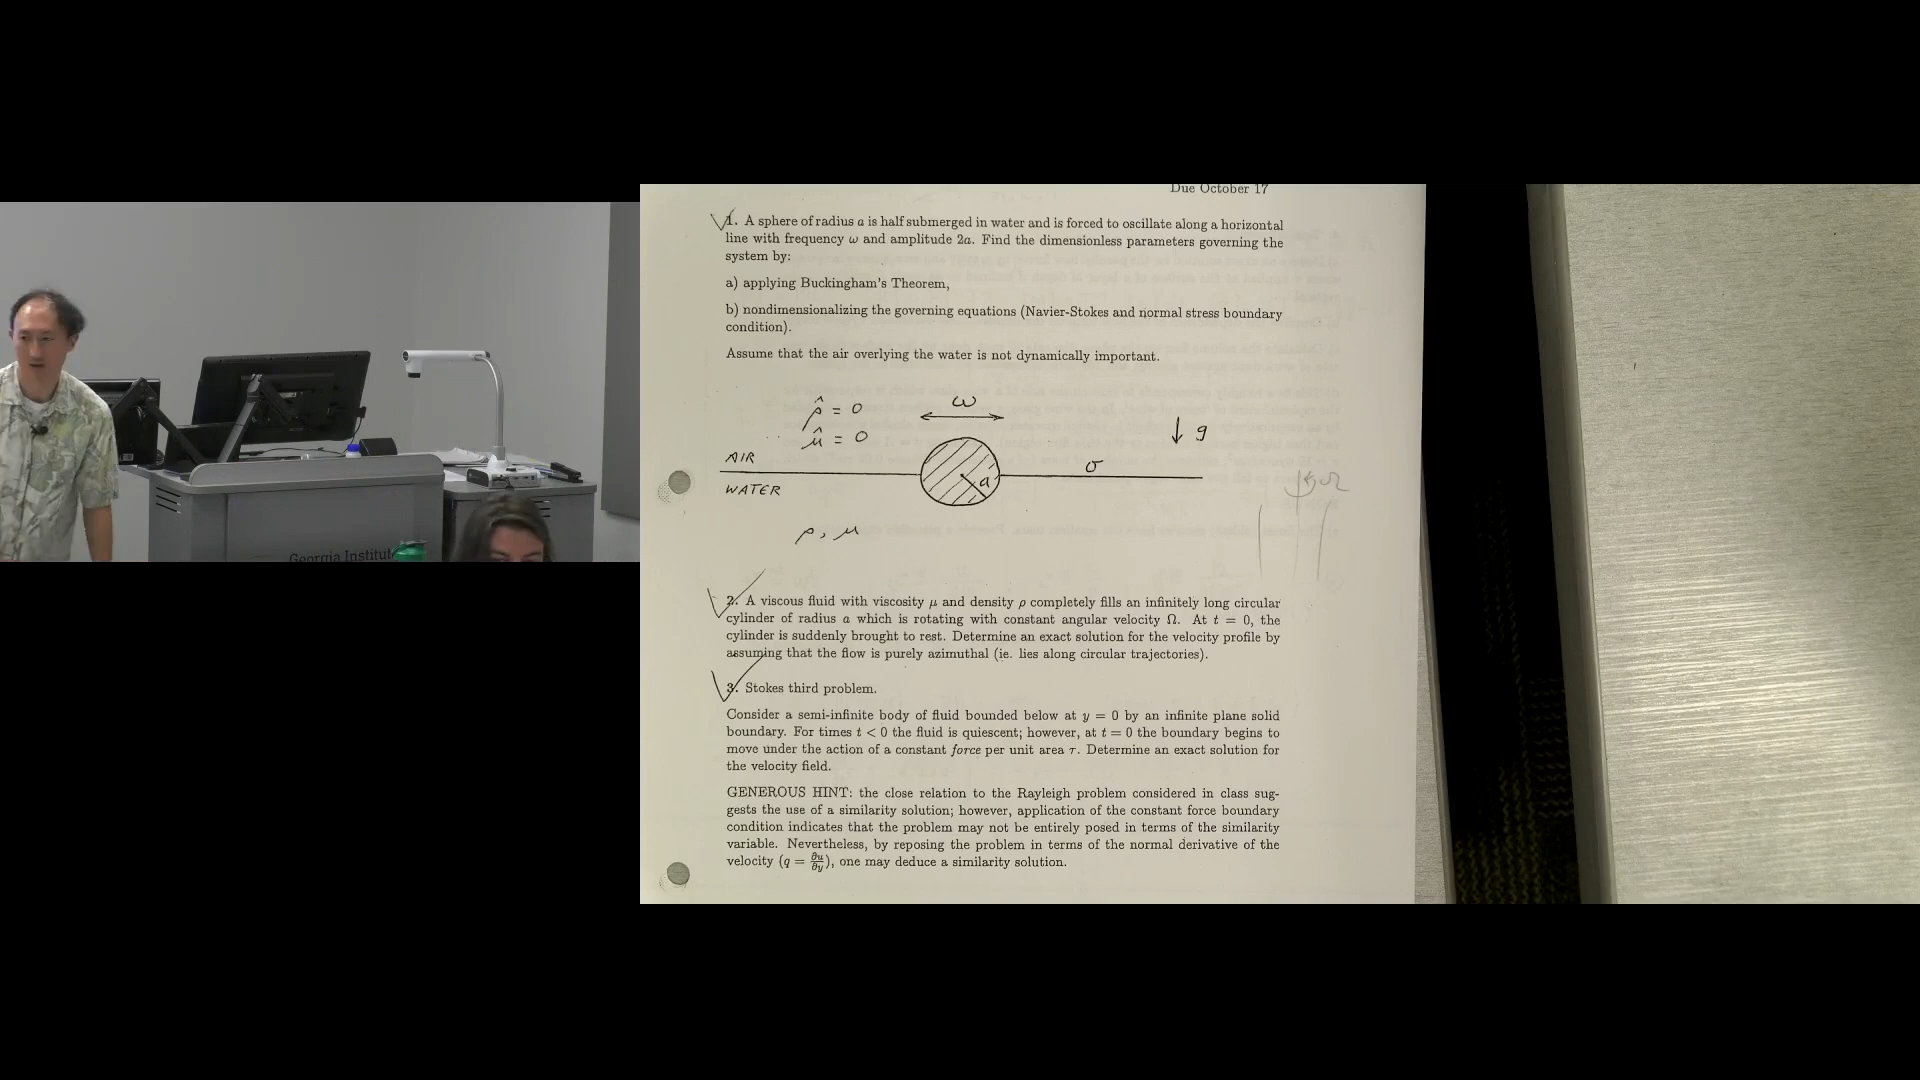 Due October 17
1. A sphere of radius a is half submerged in water and is forced to oscillate along a horizontal
line with frequency ω and amplitude 2a. Find the dimensionless parameters governing the
system by:
a) applying Buckingham's Theorem,
b) nondimensionalizing the governing equations (Navier-Stokes and normal stress boundary
condition).
Assume that the air overlying the water is not dynamically important.
ρ̂ = 0
ω
μ̂ = 0
g
AIR
σ
a
WATER
ρ, μ
2. A viscous fluid with viscosity μ and density ρ completely fills an infinitely long circular
cylinder of radius a which is rotating with constant angular velocity Ω. At t = 0, the
cylinder is suddenly brought to rest. Determine an exact solution for the velocity profile by
assuming that the flow is purely azimuthal (ie. lies along circular trajectories).
3. Stokes third problem.
Consider a semi-infinite body of fluid bounded below at y = 0 by an infinite plane solid
boundary. For times t < 0 the fluid is quiescent; however, at t = 0 the boundary begins to
move under the action of a constant force per unit area τ. Determine an exact solution for
the velocity field.
GENEROUS HINT: the close relation to the Rayleigh problem considered in class sug-
gests the use of a similarity solution; however, application of the constant force boundary
condition indicates that the problem may not be entirely posed in terms of the similarity
variable. Nevertheless, by reposing the problem in terms of the normal derivative of the
velocity (q = ∂u/∂y), one may deduce a similarity solution.
Georgia Institut